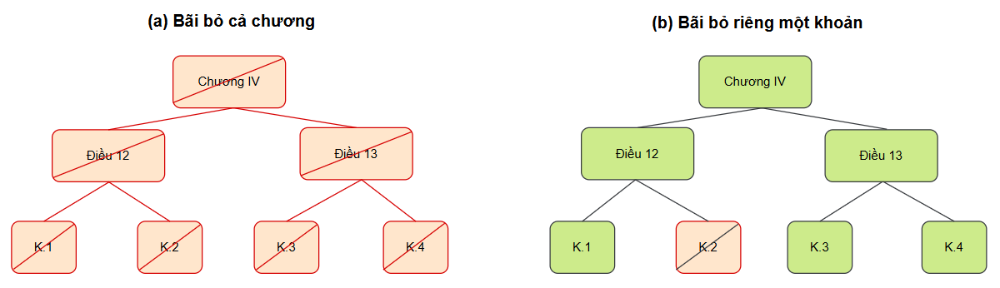 (a) Bãi bỏ cả chương
Chương IV
Điều 12
Điều 13
K.1
K.2
K.3
K.4
(b) Bãi bỏ riêng một khoản
Chương IV
Điều 12
Điều 13
K.1
K.2
K.3
K.4